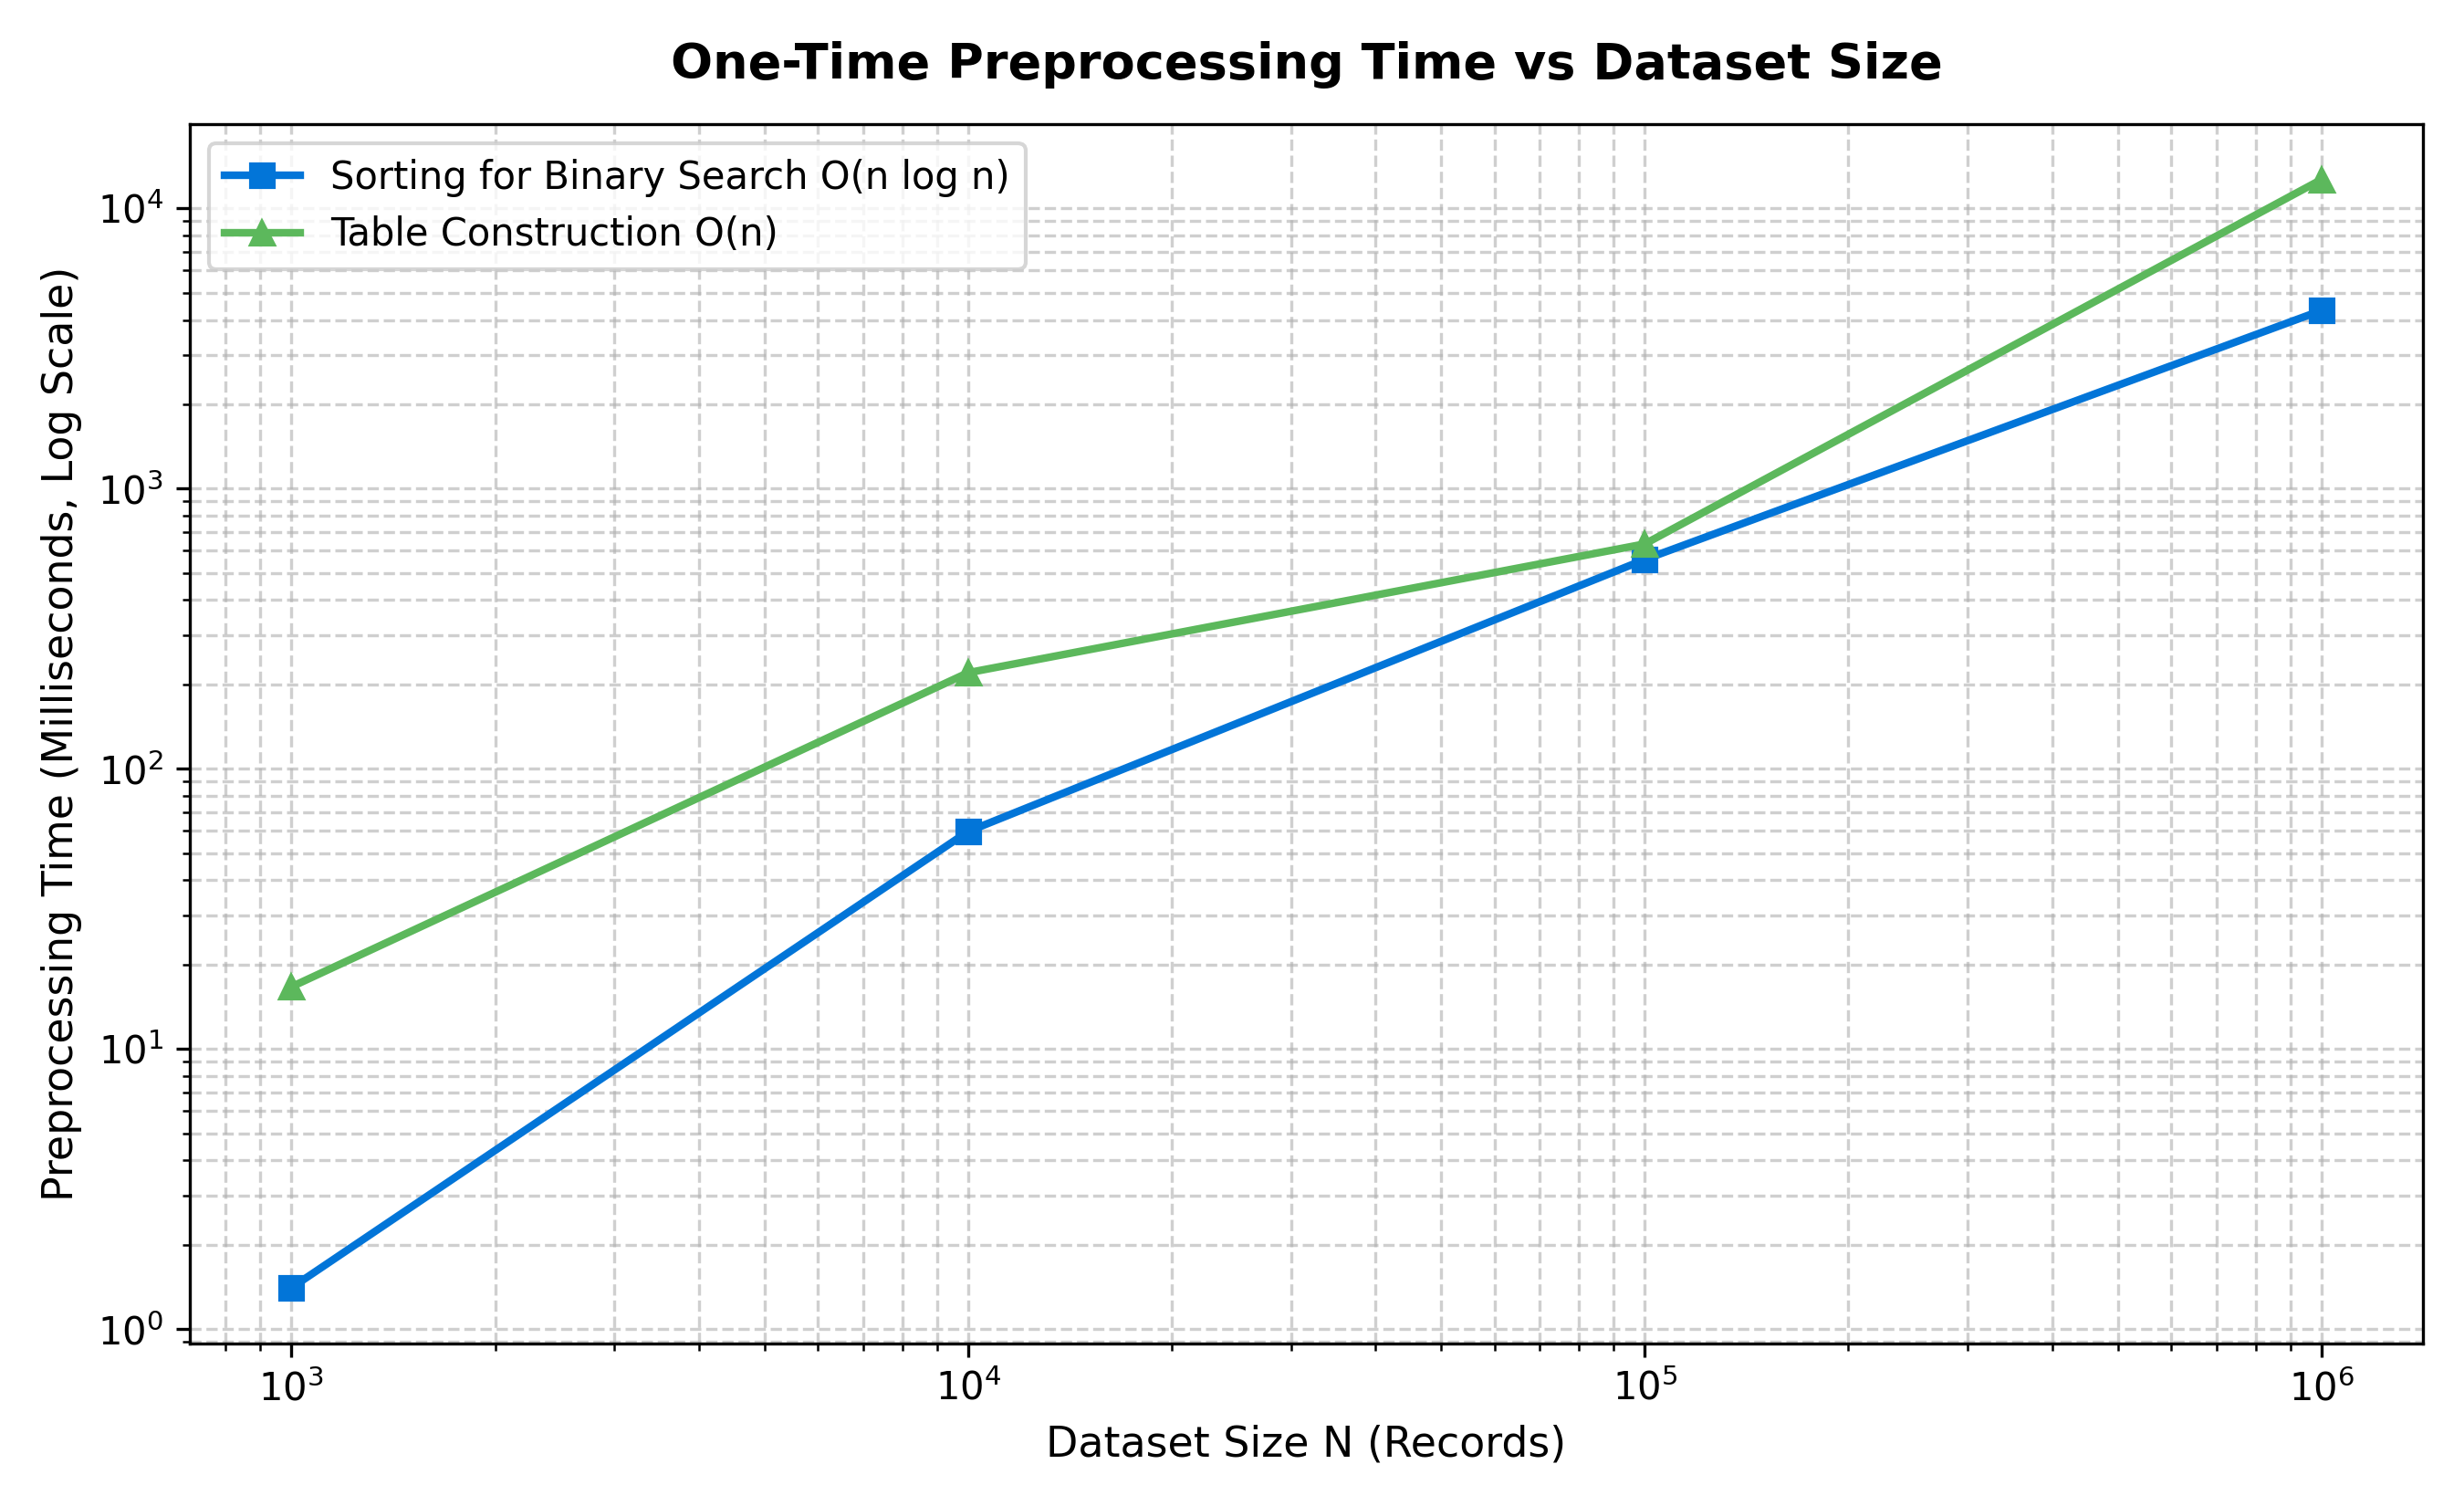 One-Time Preprocessing Time vs Dataset Size
Sorting for Binary Search O(n log n)
Table Construction O(n)
Preprocessing Time (Milliseconds, Log Scale)
10⁴
10³
10²
10¹
10⁰
10³ 10⁴ 10⁵ 10⁶
Dataset Size N (Records)